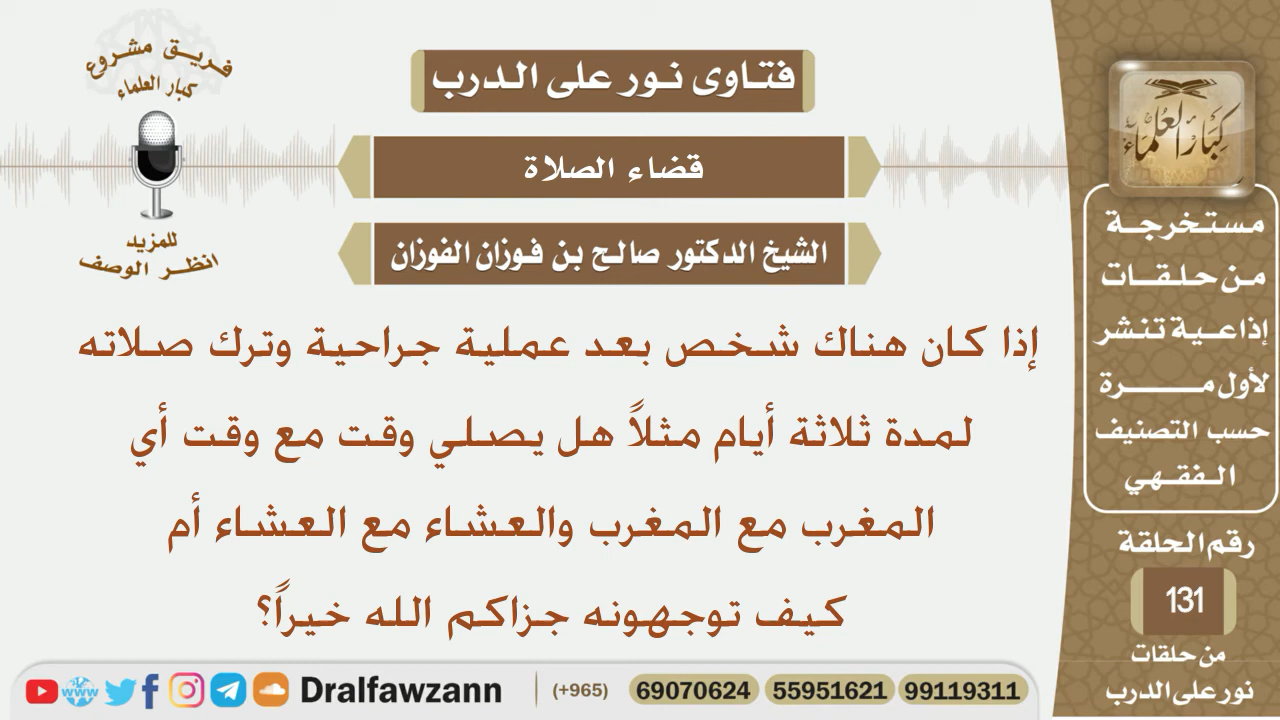 فريق مشروع
كبار العلماء
للمزيد
انظر الوصف
فتاوى نور على الدرب
قضاء الصلاة
الشيخ الدكتور صالح بن فوزان الفوزان
إذا كان هناك شخص بعد عملية جراحية وترك صلاته
لمدة ثلاثة أيام مثلاً هل يصلي وقت مع وقت أي
المغرب مع المغرب والعشاء مع العشاء أم
كيف توجهونه جزاكم الله خيراً؟
كبار العلماء
مستخرجة
من حلقات
إذاعية تنشر
لأول مرة
حسب التصنيف
الفقهي
رقم الحلقة
131
من حلقات
نور على الدرب
www Dralfawzann (+965) 69070624 55951621 99119311